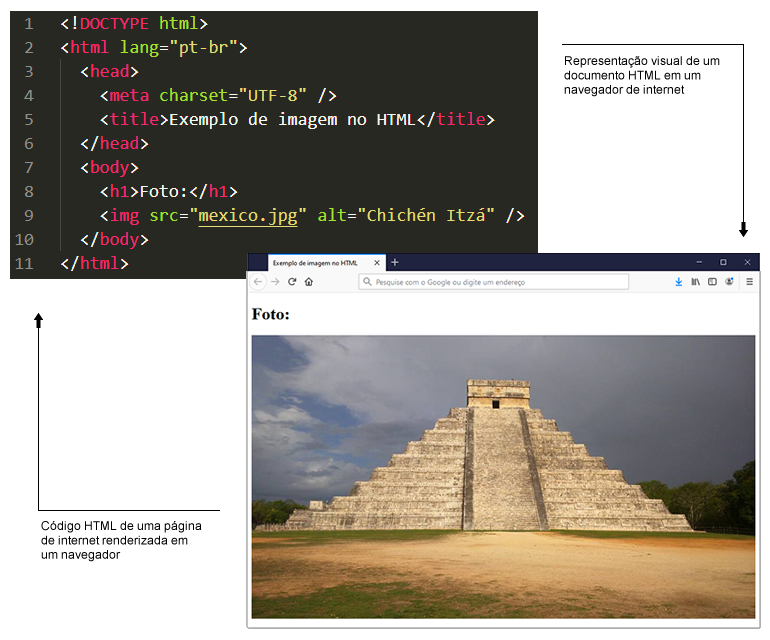 1 <!DOCTYPE html>
2 <html lang="pt-br">
3 <head>
4 <meta charset="UTF-8" />
5 <title>Exemplo de imagem no HTML</title>
6 </head>
7 <body>
8 <h1>Foto:</h1>
9 <img src="mexico.jpg" alt="Chichén Itzá" />
10 </body>
11 </html>
Representação visual de um
documento HTML em um
navegador de internet
Exemplo de imagem no HTML
Pesquise com o Google ou digite um endereço
Foto:
Código HTML de uma página
de internet renderizada em
um navegador